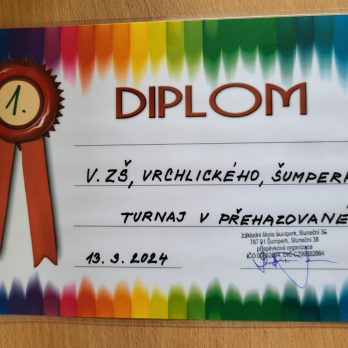 1.
DIPLOM
V. ZŠ, VRCHLICKÉHO, ŠUMPERK
TURNAJ V PŘEHAZOVANÉ
Základní škola Šumperk, Sluneční 38
787 01 Šumperk, Sluneční 38
příspěvková organizace
19.3.2024